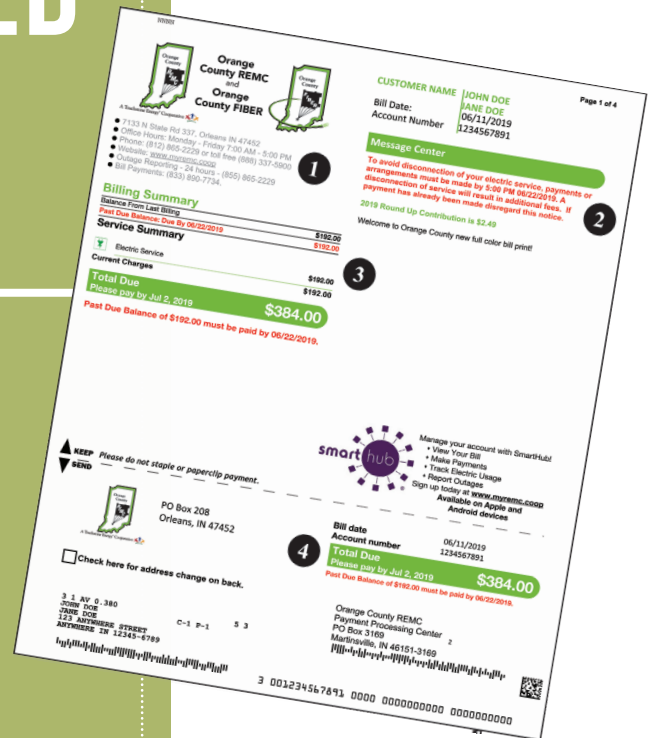 LD
Orange
County REMC
and
Orange
County FIBER
Orange
County
REMC
Orange
County
A Touchstone Energy® Cooperative
7133 N State Rd 337, Orleans IN 47452
Office Hours: Monday - Friday 7:00 AM - 5:00 PM
Phone: (812) 865-2229 or toll free (888) 337-5900
Website: www.myremc.coop
Outage Reporting - 24 hours - (855) 865-2229
Bill Payments: (833) 890-7734.
1
CUSTOMER NAME JOHN DOE
JANE DOE
Bill Date: 06/11/2019
Account Number 1234567891
Page 1 of 4
Message Center
To avoid disconnection of your electric service, payments or
arrangements must be made by 5:00 PM 06/22/2019. A
disconnection of service will result in additional fees. If
payment has already been made disregard this notice.
2
2019 Round Up Contribution is $2.49
Welcome to Orange County new full color bill print!
Billing Summary
Balance From Last Billing $192.00
Past Due Balance: Due By 06/22/2019 $192.00
Service Summary
3
Electric Service $192.00
Current Charges $192.00
Total Due
Please pay by Jul 2, 2019 $384.00
Past Due Balance of $192.00 must be paid by 06/22/2019.
smart hub
Manage your account with SmartHub!
• View Your Bill
• Make Payments
• Track Electric Usage
• Report Outages
Sign up today at www.myremc.coop
Available on Apple and
Android devices
KEEP
SEND
Please do not staple or paperclip payment.
Orange
County
REMC
A Touchstone Energy® Cooperative
PO Box 208
Orleans, IN 47452
4
Bill date 06/11/2019
Account number 1234567891
Total Due
Please pay by Jul 2, 2019 $384.00
Past Due Balance of $192.00 must be paid by 06/22/2019.
Check here for address change on back.
3 1 AV 0.380
JOHN DOE
JANE DOE C-1 P-1 5 3
123 ANYWHERE STREET
ANYWHERE IN 12345-6789
Orange County REMC
Payment Processing Center 2
PO Box 3169
Martinsville, IN 46151-3169
3 001234567891 0000 0000000000 0000000000